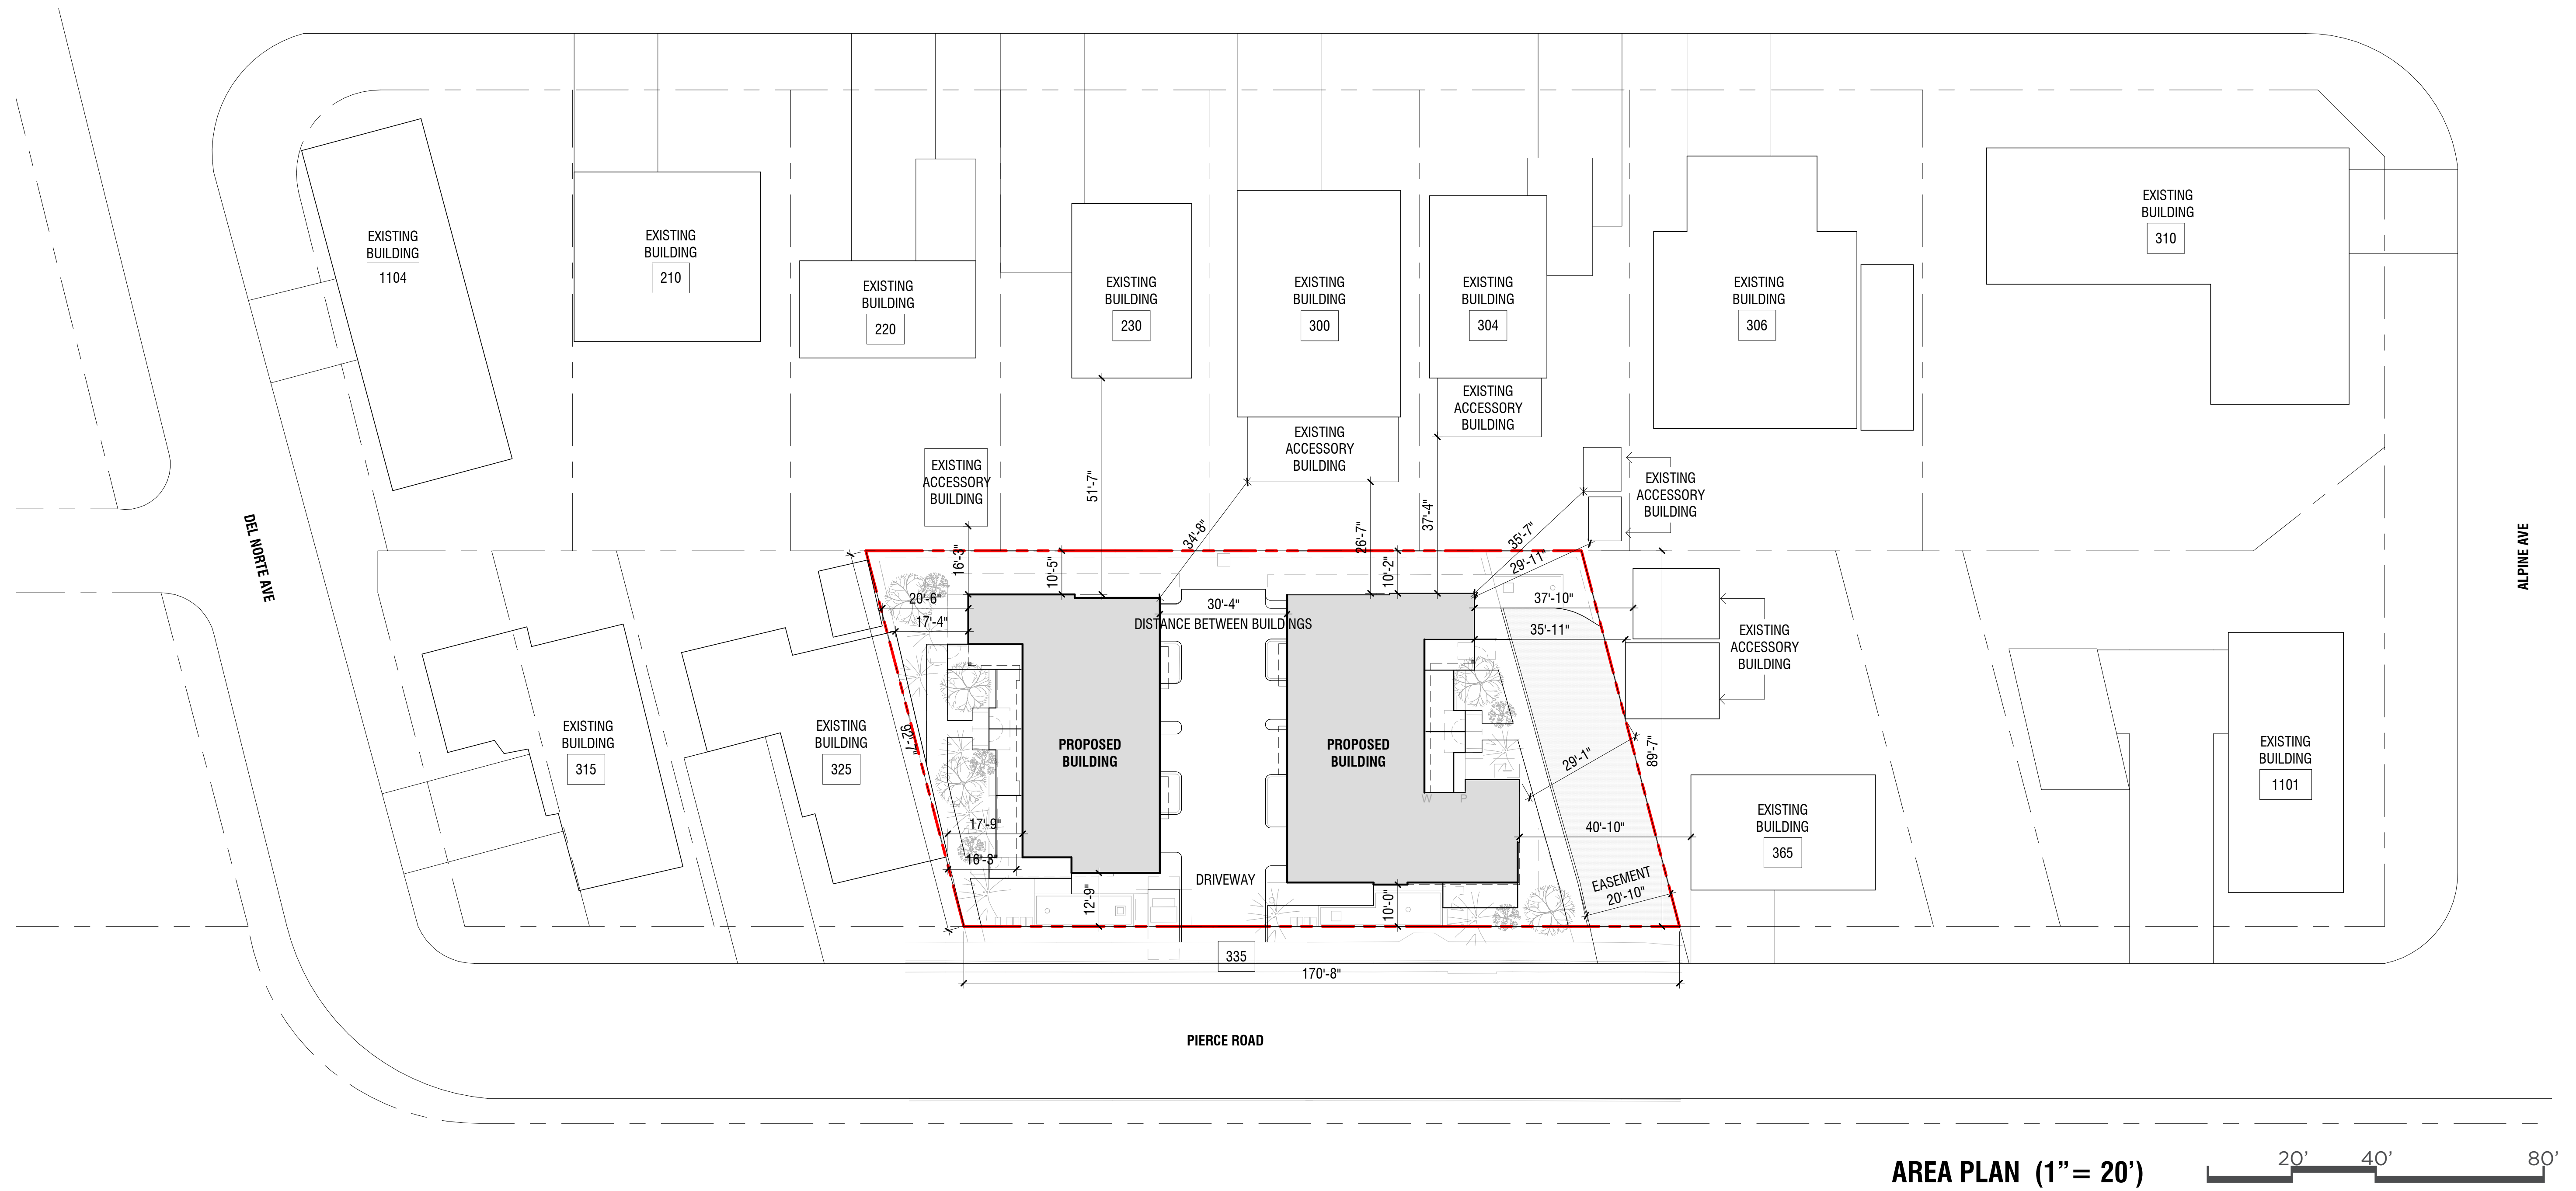 EXISTING
BUILDING
1104
EXISTING
BUILDING
210
EXISTING
BUILDING
220
EXISTING
BUILDING
230
EXISTING
BUILDING
300
EXISTING
BUILDING
304
EXISTING
BUILDING
306
EXISTING
BUILDING
310
EXISTING
ACCESSORY
BUILDING
EXISTING
ACCESSORY
BUILDING
EXISTING
ACCESSORY
BUILDING
EXISTING
ACCESSORY
BUILDING
51'-7"
34'-8"
26'-7"
37'-4"
35'-7"
29'-11"
16'-3"
10'-5"
10'-2"
DEL NORTE AVE
ALPINE AVE
20'-6"
17'-4"
30'-4"
DISTANCE BETWEEN BUILDINGS
37'-10"
35'-11"
EXISTING
ACCESSORY
BUILDING
EXISTING
BUILDING
315
EXISTING
BUILDING
325
92'-7"
PROPOSED
BUILDING
PROPOSED
BUILDING
29'-1"
89'-7"
W
P
17'-9"
16'-3"
40'-10"
EXISTING
BUILDING
365
EXISTING
BUILDING
1101
DRIVEWAY
12'-9"
10'-0"
EASEMENT
20'-10"
335
170'-8"
PIERCE ROAD
AREA PLAN (1”= 20’)
20’
40’
80’